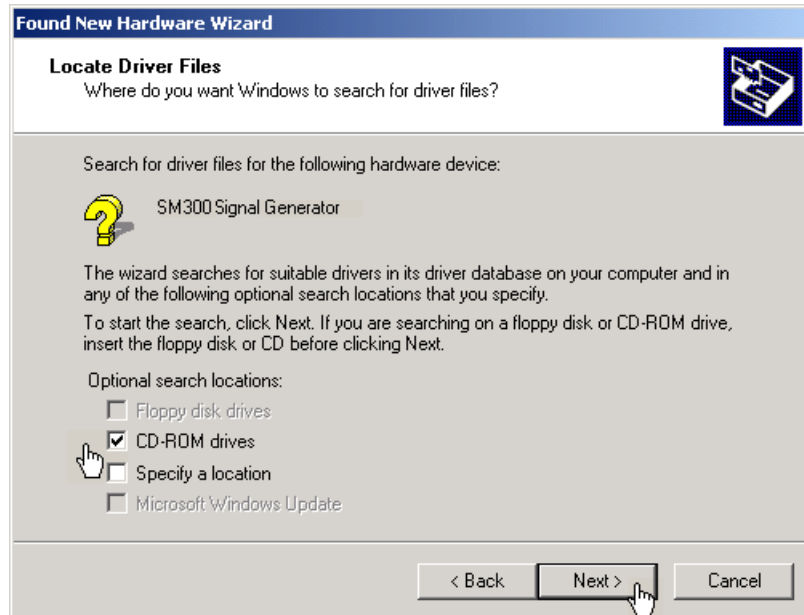 Found New Hardware Wizard
Locate Driver Files
Where do you want Windows to search for driver files?
Search for driver files for the following hardware device:
SM300 Signal Generator
The wizard searches for suitable drivers in its driver database on your computer and in
any of the following optional search locations that you specify.
To start the search, click Next. If you are searching on a floppy disk or CD-ROM drive,
insert the floppy disk or CD before clicking Next.
Optional search locations:
Floppy disk drives
CD-ROM drives
Specify a location
Microsoft Windows Update
< Back Next > Cancel